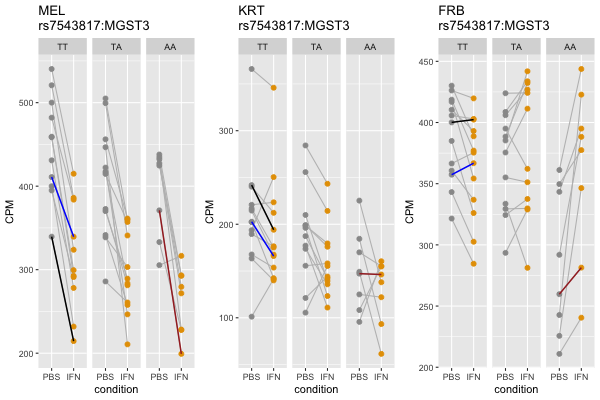 MEL
rs7543817:MGST3
TT TA AA
CPM
500
400
300
200
PBS IFN PBS IFN PBS IFN
condition
KRT
rs7543817:MGST3
TT TA AA
CPM
300
200
100
PBS IFN PBS IFN PBS IFN
condition
FRB
rs7543817:MGST3
TT TA AA
CPM
450
400
350
300
250
200
PBS IFN PBS IFN PBS IFN
condition